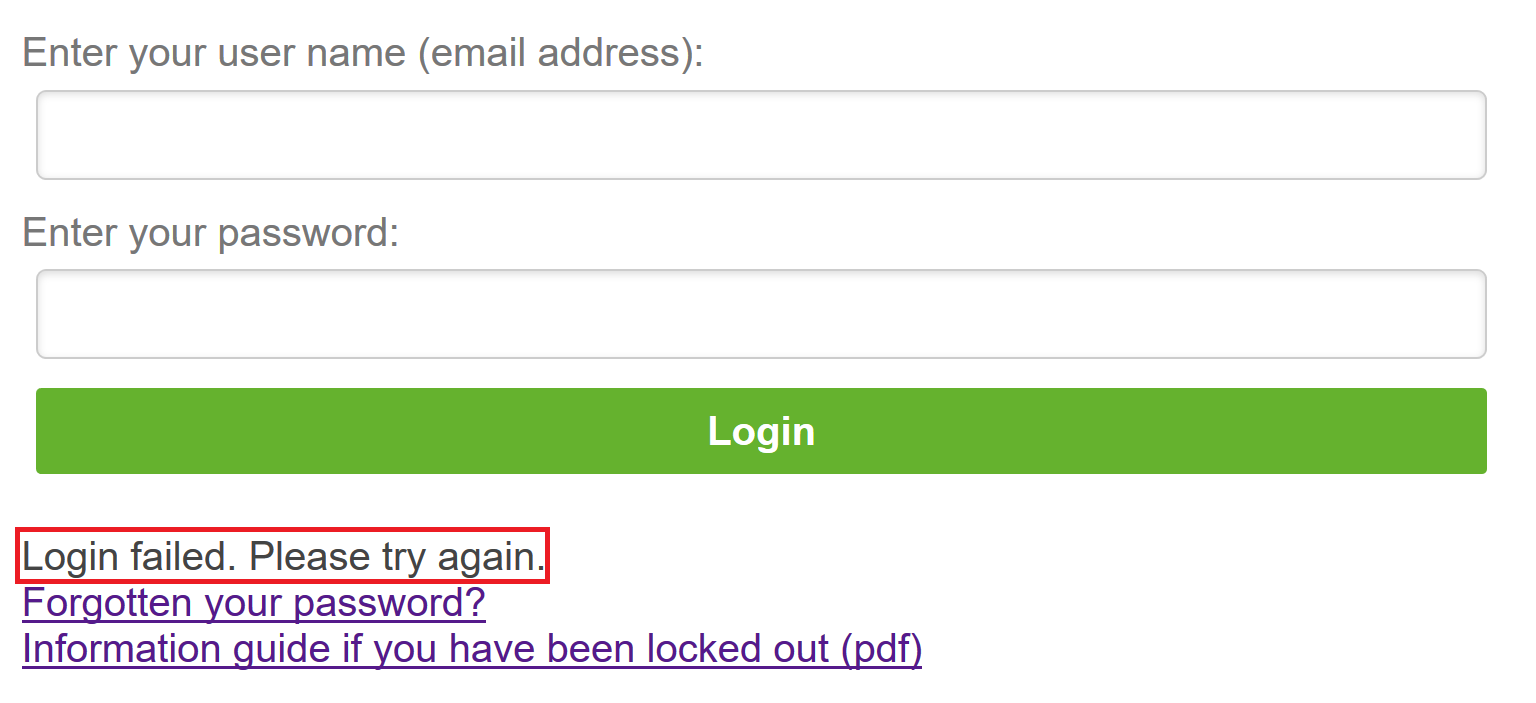 Enter your user name (email address):
Enter your password:
Login
Login failed. Please try again.
Forgotten your password?
Information guide if you have been locked out (pdf)